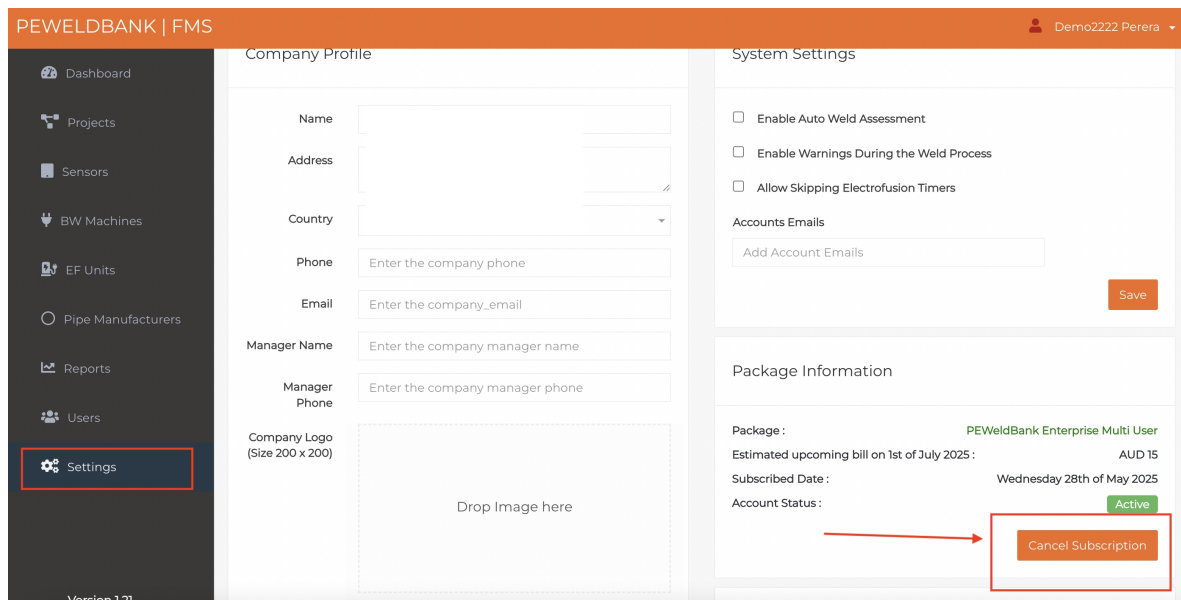 PEWELDBANK | FMS
Demo2222 Perera
Dashboard
Projects
Sensors
BW Machines
EF Units
Pipe Manufacturers
Reports
Users
Settings
Version 1.21
Company Profile
Name
Address
Country
Phone
Enter the company phone
Email
Enter the company_email
Manager Name
Enter the company manager name
Manager
Phone
Enter the company manager phone
Company Logo
(Size 200 x 200)
Drop Image here
System Settings
Enable Auto Weld Assessment
Enable Warnings During the Weld Process
Allow Skipping Electrofusion Timers
Accounts Emails
Add Account Emails
Save
Package Information
Package : PEWeldBank Enterprise Multi User
Estimated upcoming bill on 1st of July 2025 : AUD 15
Subscribed Date : Wednesday 28th of May 2025
Account Status : Active
Cancel Subscription